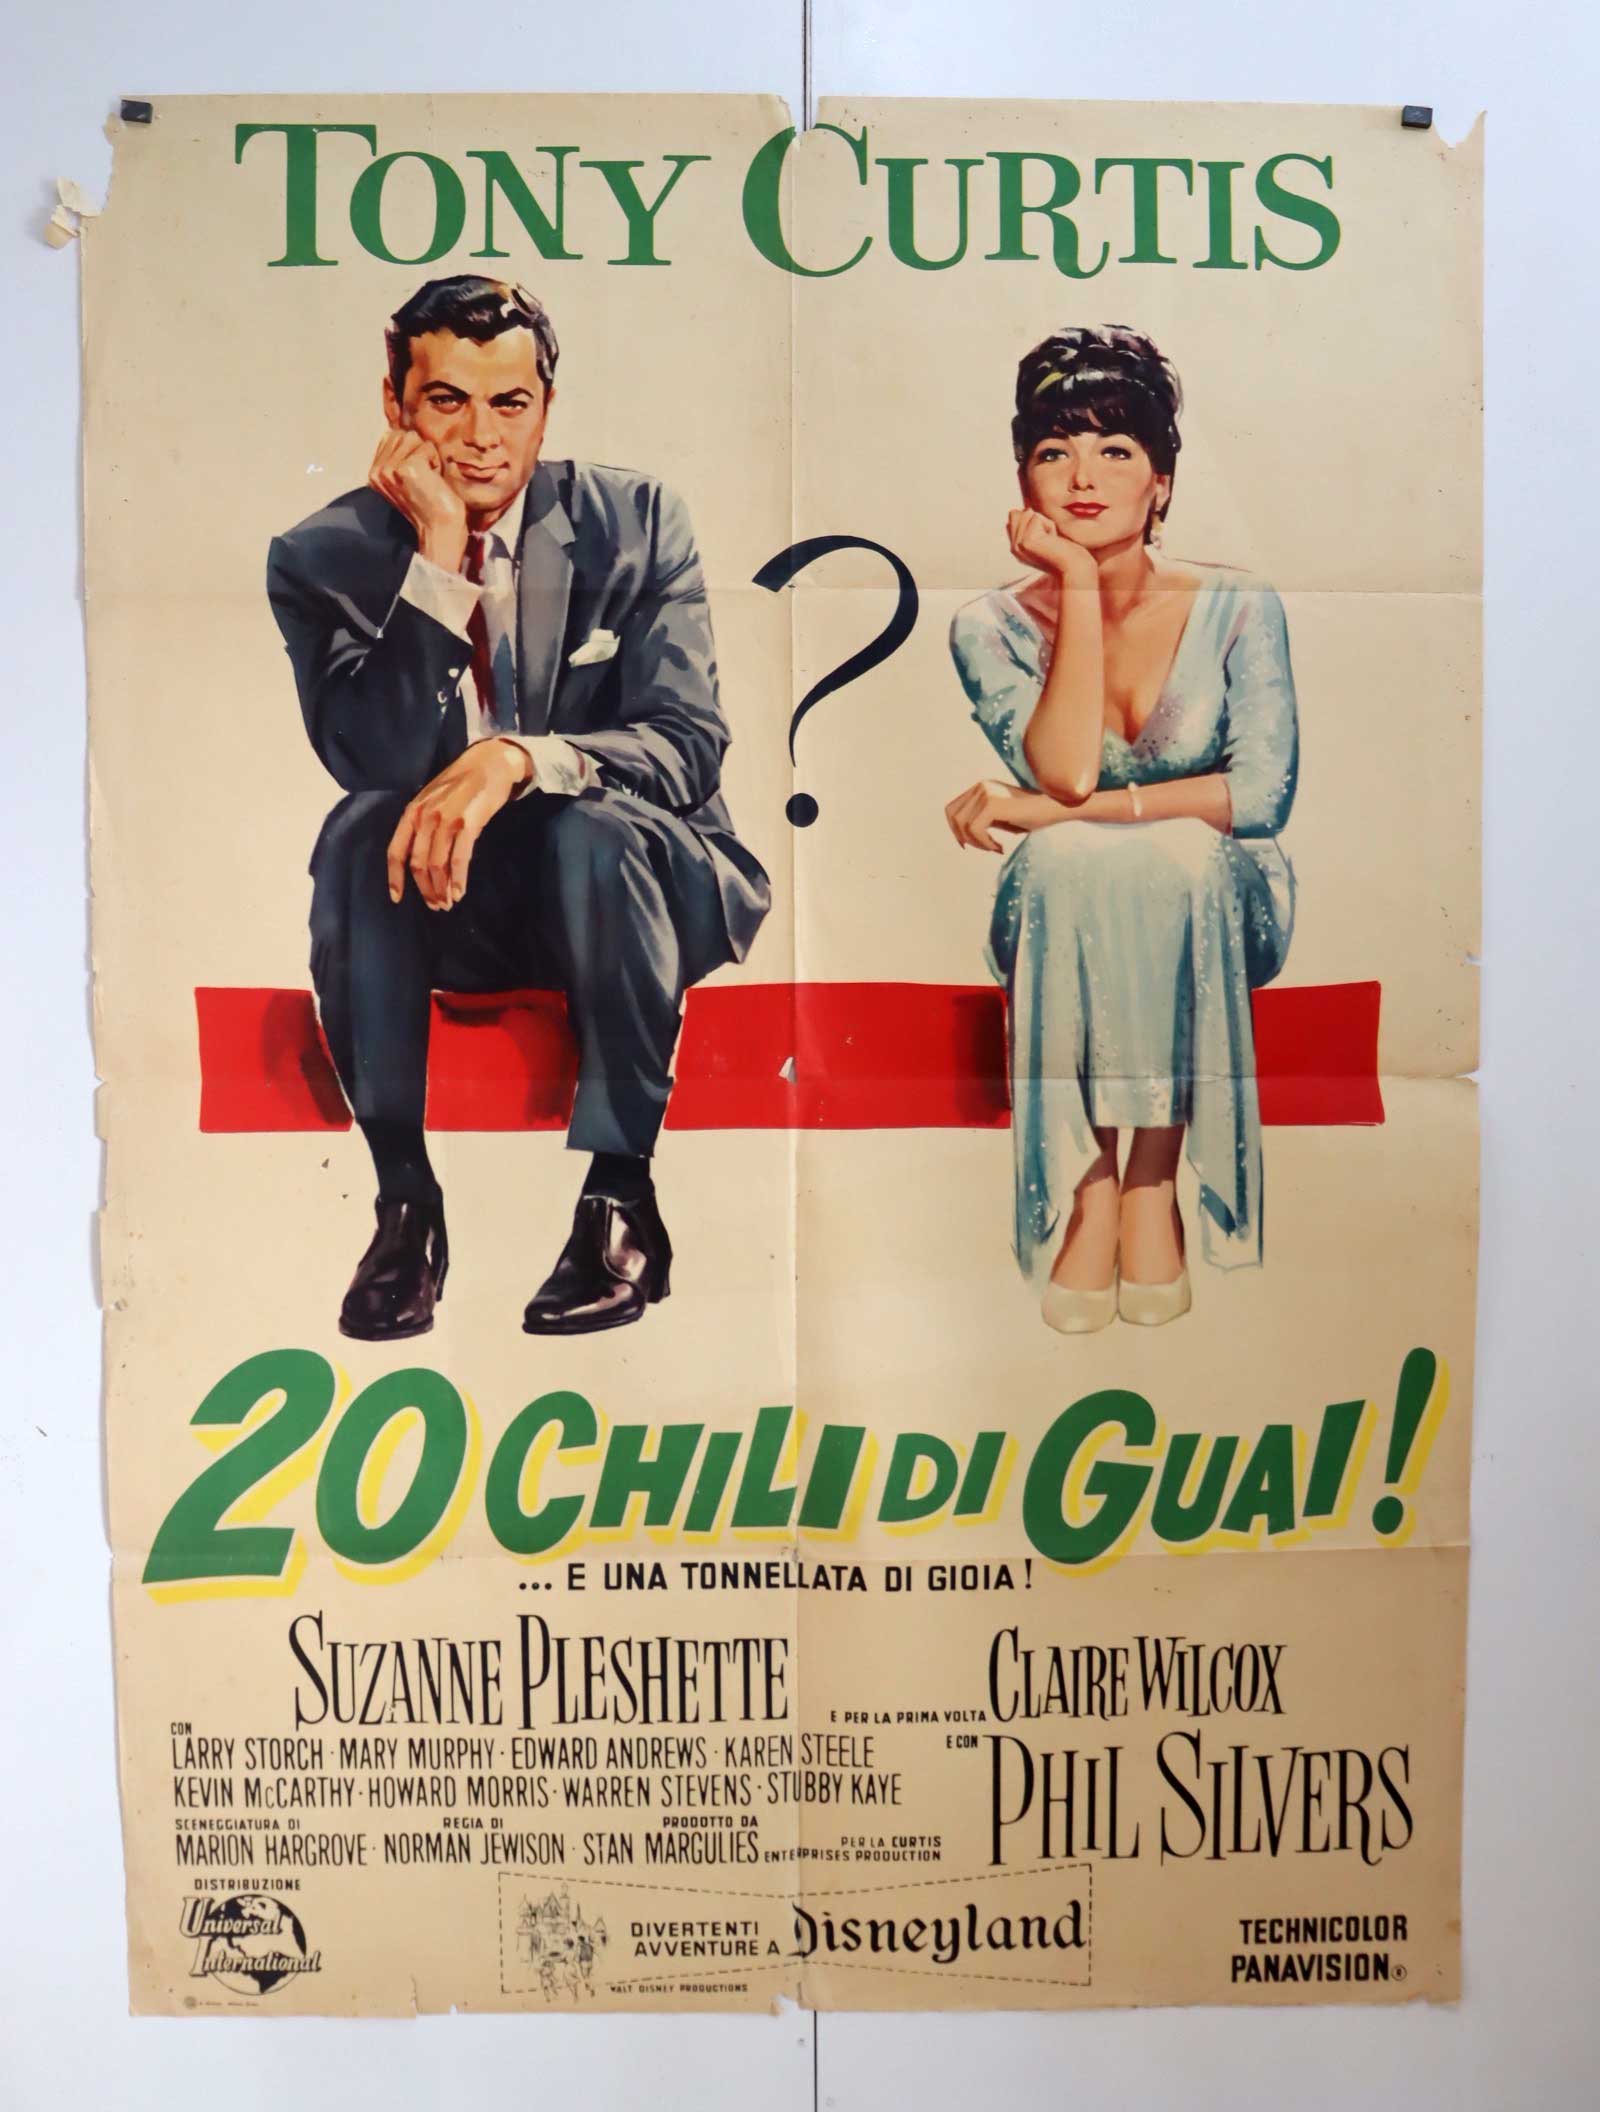 TONY CURTIS
?
20 CHILI DI GUAI!
... E UNA TONNELLATA DI GIOIA!
SUZANNE PLESHETTE
E PER LA PRIMA VOLTA CLAIRE WILCOX
CON
LARRY STORCH · MARY MURPHY · EDWARD ANDREWS · KAREN STEELE
KEVIN McCARTHY · HOWARD MORRIS · WARREN STEVENS · STUBBY KAYE
E CON PHIL SILVERS
SCENEGGIATURA DI REGIA DI PRODOTTO DA
MARION HARGROVE · NORMAN JEWISON · STAN MARGULIES
PER LA CURTIS
ENTERPRISES PRODUCTION
DISTRIBUZIONE
Universal
International
DIVERTENTI
AVVENTURE A Disneyland
WALT DISNEY PRODUCTIONS
TECHNICOLOR
PANAVISION®